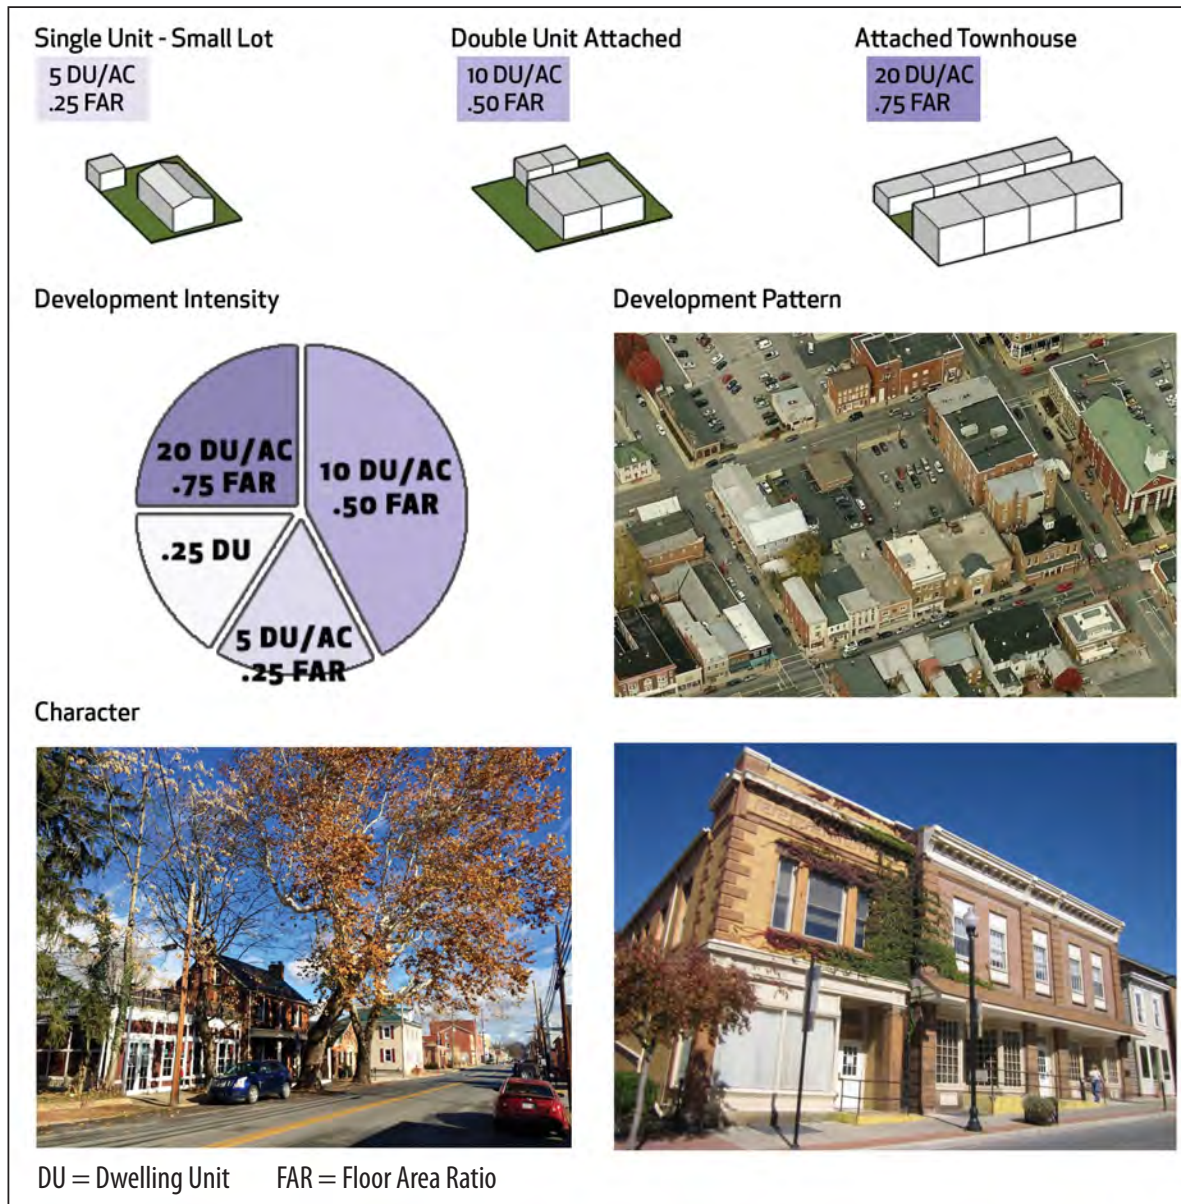 Single Unit - Small Lot
5 DU/AC
.25 FAR
Double Unit Attached
10 DU/AC
.50 FAR
Attached Townhouse
20 DU/AC
.75 FAR
Development Intensity
20 DU/AC
.75 FAR
10 DU/AC
.50 FAR
.25 DU
5 DU/AC
.25 FAR
Development Pattern
Character
DU = Dwelling Unit FAR = Floor Area Ratio